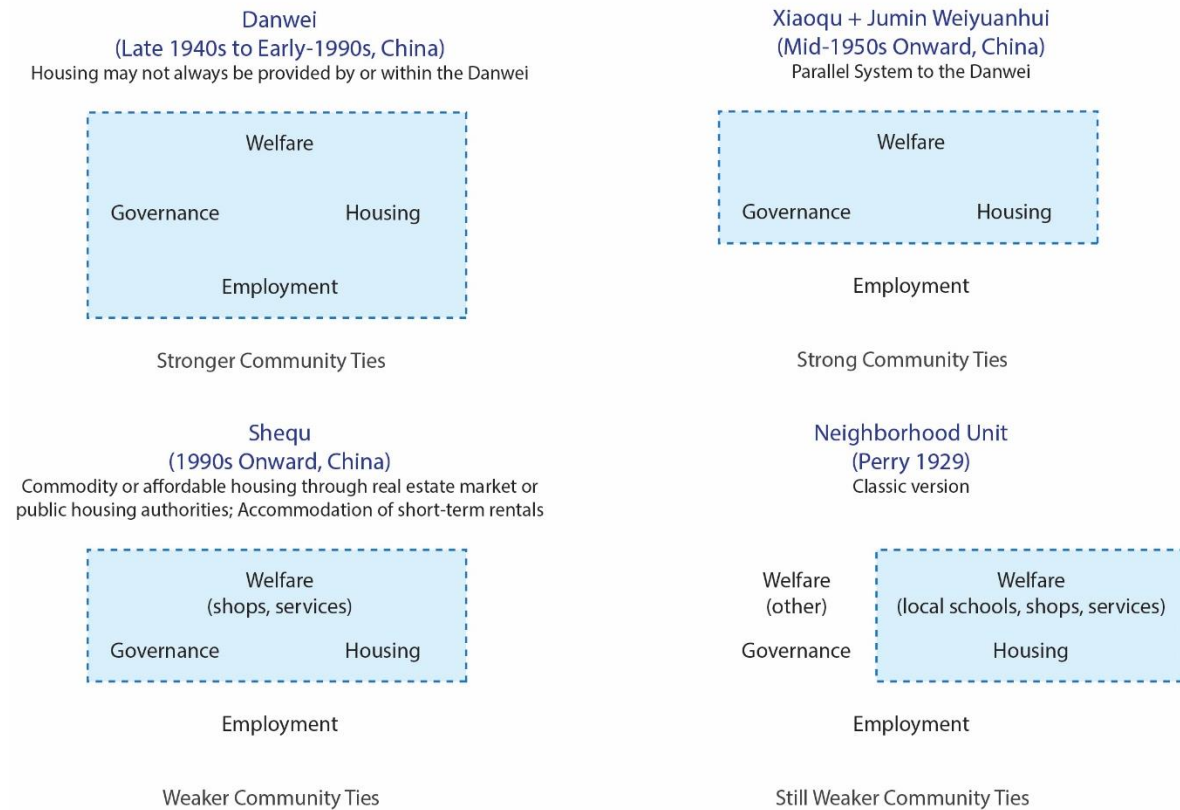 Danwei
(Late 1940s to Early-1990s, China)
Housing may not always be provided by or within the Danwei
Welfare
Governance
Housing
Employment
Stronger Community Ties
Xiaoqu + Jumin Weiyuanhui
(Mid-1950s Onward, China)
Parallel System to the Danwei
Welfare
Governance
Housing
Employment
Strong Community Ties
Shequ
(1990s Onward, China)
Commodity or affordable housing through real estate market or
public housing authorities; Accommodation of short-term rentals
Welfare
(shops, services)
Governance
Housing
Employment
Weaker Community Ties
Neighborhood Unit
(Perry 1929)
Classic version
Welfare
(other)
Welfare
(local schools, shops, services)
Governance
Housing
Employment
Still Weaker Community Ties